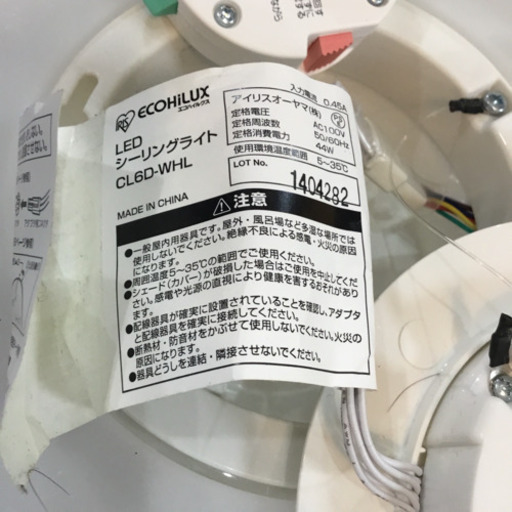 ECOHiLUX
エコハイルクス
LED
シーリングライト
CL6D-WHL
MADE IN CHINA
入力電流 0.45A
アイリスオーヤマ(株)
定格電圧 AC100V
定格周波数 50/60Hz
定格消費電力 44W
使用環境温度範囲 5~35℃
LOT No. 1404282
注意
●一般屋内用器具です。屋外・風呂場など多湿な場所では
使用しないでください。絶縁不良による感電・火災の原因
になります。
●周囲温度5~35℃の範囲でご使用ください。
●シェード(カバー)が破損した場合はご使用を中止してくだ
さい。感電や光源の直視により健康を害するおそれがあり
ます。
●配線器具が確実に設置されていることを確認し、アダプタ
と配線器具を確実に接続してください。
●断熱材・防音材をかぶせて使用しないでください。火災の
原因になります。
●器具どうしを連結・隣接させないでください。